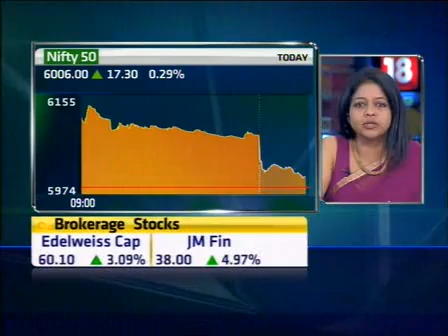 Nifty 50 TODAY
6006.00 ▲ 17.30 0.29%
6155
5974
09:00
18
Brokerage Stocks
Edelweiss Cap JM Fin
60.10 ▲ 3.09% 38.00 ▲ 4.97%